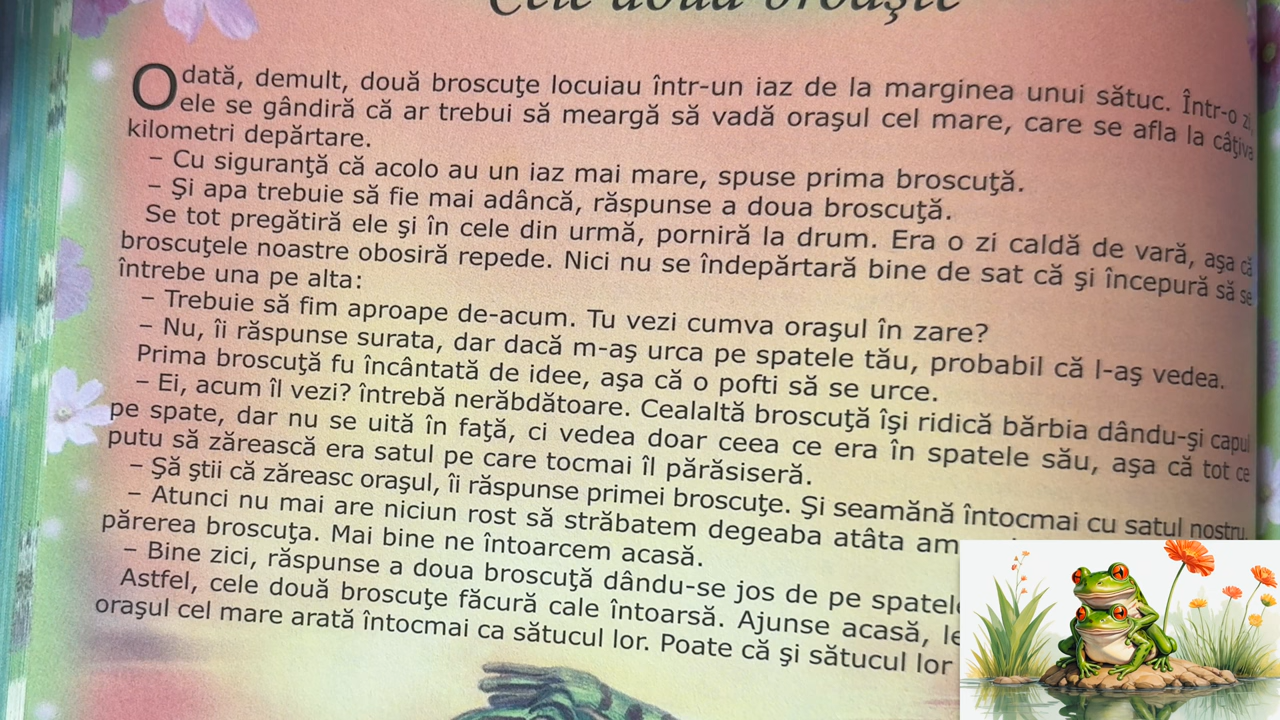 Cele două broaşte
Odată, demult, două broscuţe locuiau într-un iaz de la marginea unui sătuc. Într-o zi,
ele se gândiră că ar trebui să meargă să vadă oraşul cel mare, care se afla la câţiva
kilometri depărtare.
– Cu siguranţă că acolo au un iaz mai mare, spuse prima broscuţă.
– Şi apa trebuie să fie mai adâncă, răspunse a doua broscuţă.
Se tot pregătiră ele şi în cele din urmă, porniră la drum. Era o zi caldă de vară, aşa că
broscuţele noastre obosiră repede. Nici nu se îndepărtară bine de sat că şi începură să se
întrebe una pe alta:
– Trebuie să fim aproape de-acum. Tu vezi cumva oraşul în zare?
– Nu, îi răspunse surata, dar dacă m-aş urca pe spatele tău, probabil că l-aş vedea.
Prima broscuţă fu încântată de idee, aşa că o pofti să se urce.
– Ei, acum îl vezi? întrebă nerăbdătoare. Cealaltă broscuţă îşi ridică bărbia dându-şi capul
pe spate, dar nu se uită în faţă, ci vedea doar ceea ce era în spatele său, aşa că tot ce
putu să zărească era satul pe care tocmai îl părăsiseră.
– Şă ştii că zăreasc oraşul, îi răspunse primei broscuţe. Şi seamănă întocmai cu satul nostru.
– Atunci nu mai are niciun rost să străbatem degeaba atâta am
părerea broscuţa. Mai bine ne întoarcem acasă.
– Bine zici, răspunse a doua broscuţă dându-se jos de pe spatele
Astfel, cele două broscuţe făcură cale întoarsă. Ajunse acasă, le
oraşul cel mare arată întocmai ca sătucul lor. Poate că şi sătucul lor